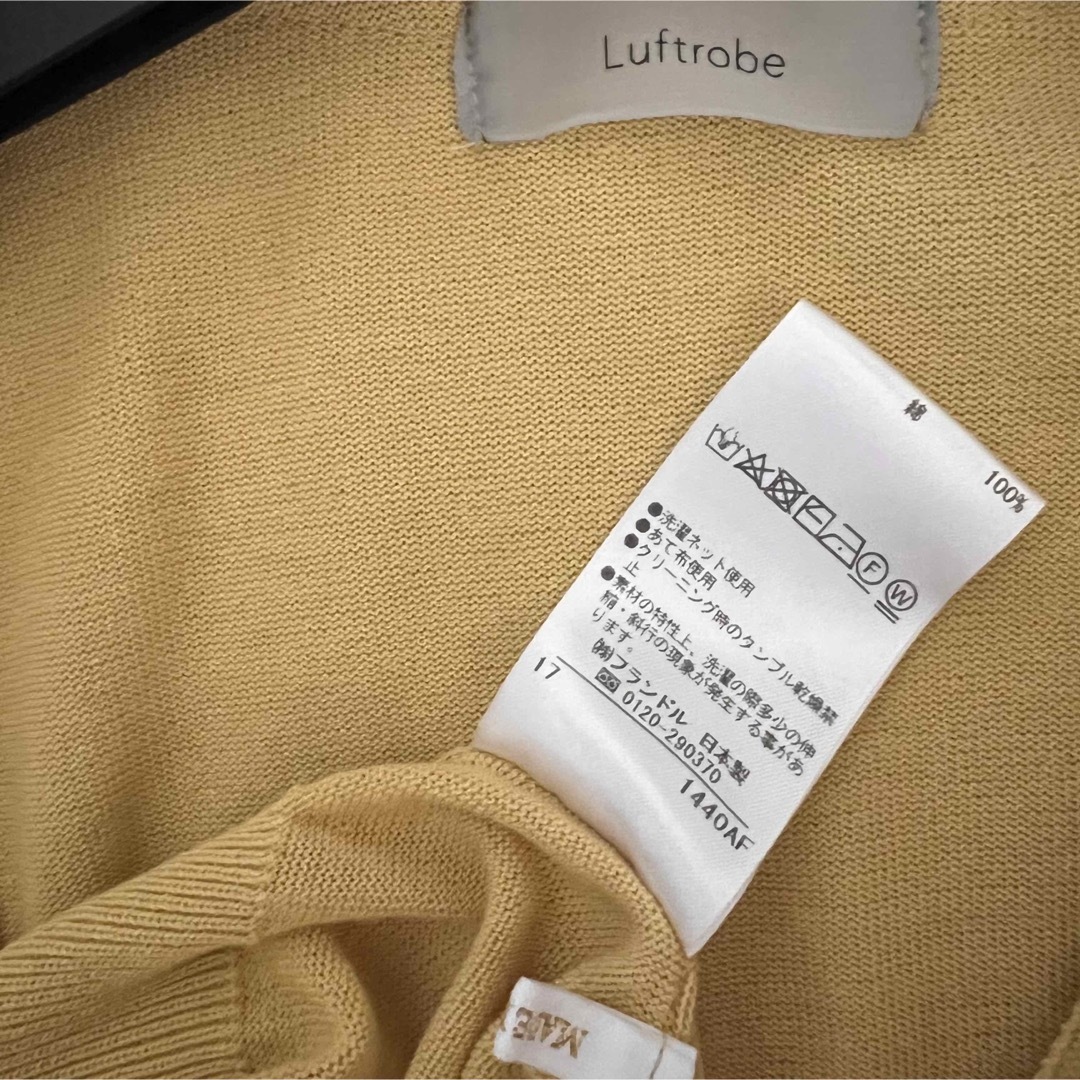 Luftrobe
綿 100%
F W
●洗濯ネット使用
●あて布使用
●クリーニング時のタンブル乾燥禁
止
●素材の特性上、洗濯の際多少の伸
縮・斜行の現象が発生する事があ
ります。
㈱フランドル 日本製
0120-290370
17 1440AF
MADE